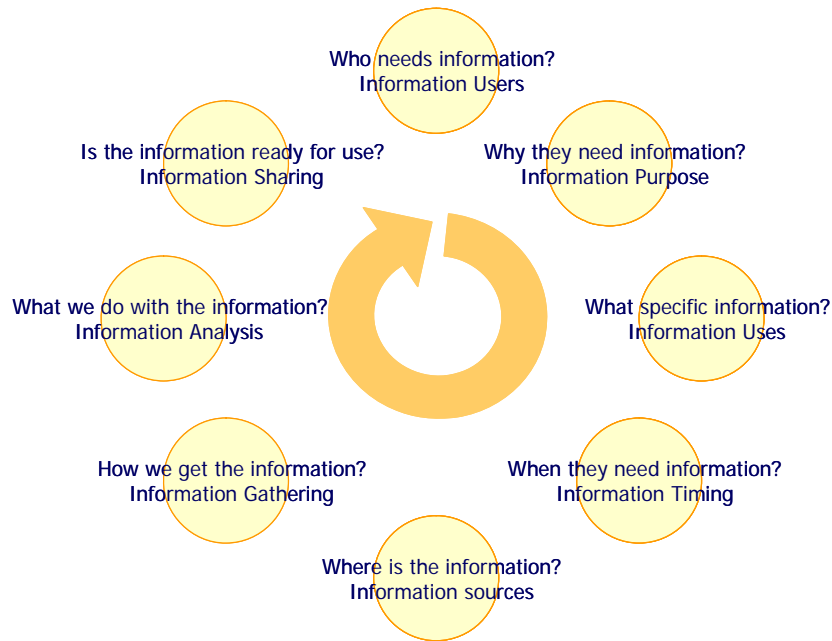 Who needs information?
Information Users
Why they need information?
Information Purpose
What specific information?
Information Uses
When they need information?
Information Timing
Where is the information?
Information sources
How we get the information?
Information Gathering
What we do with the information?
Information Analysis
Is the information ready for use?
Information Sharing